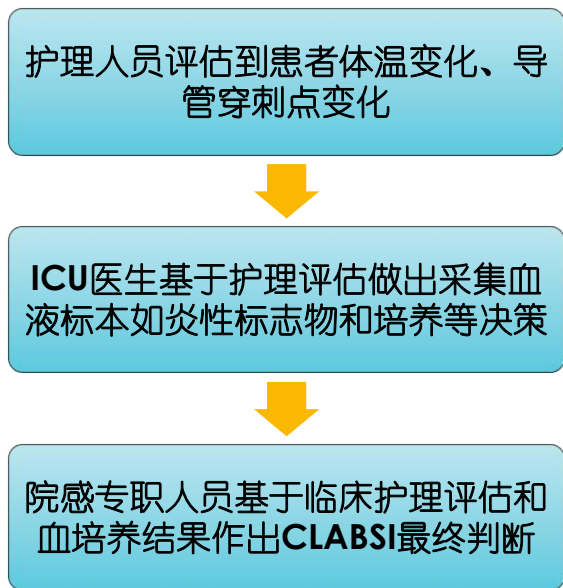 护理人员评估到患者体温变化、导
管穿刺点变化
ICU医生基于护理评估做出采集血
液标本如炎性标志物和培养等决策
院感专职人员基于临床护理评估和
血培养结果作出CLABSI最终判断